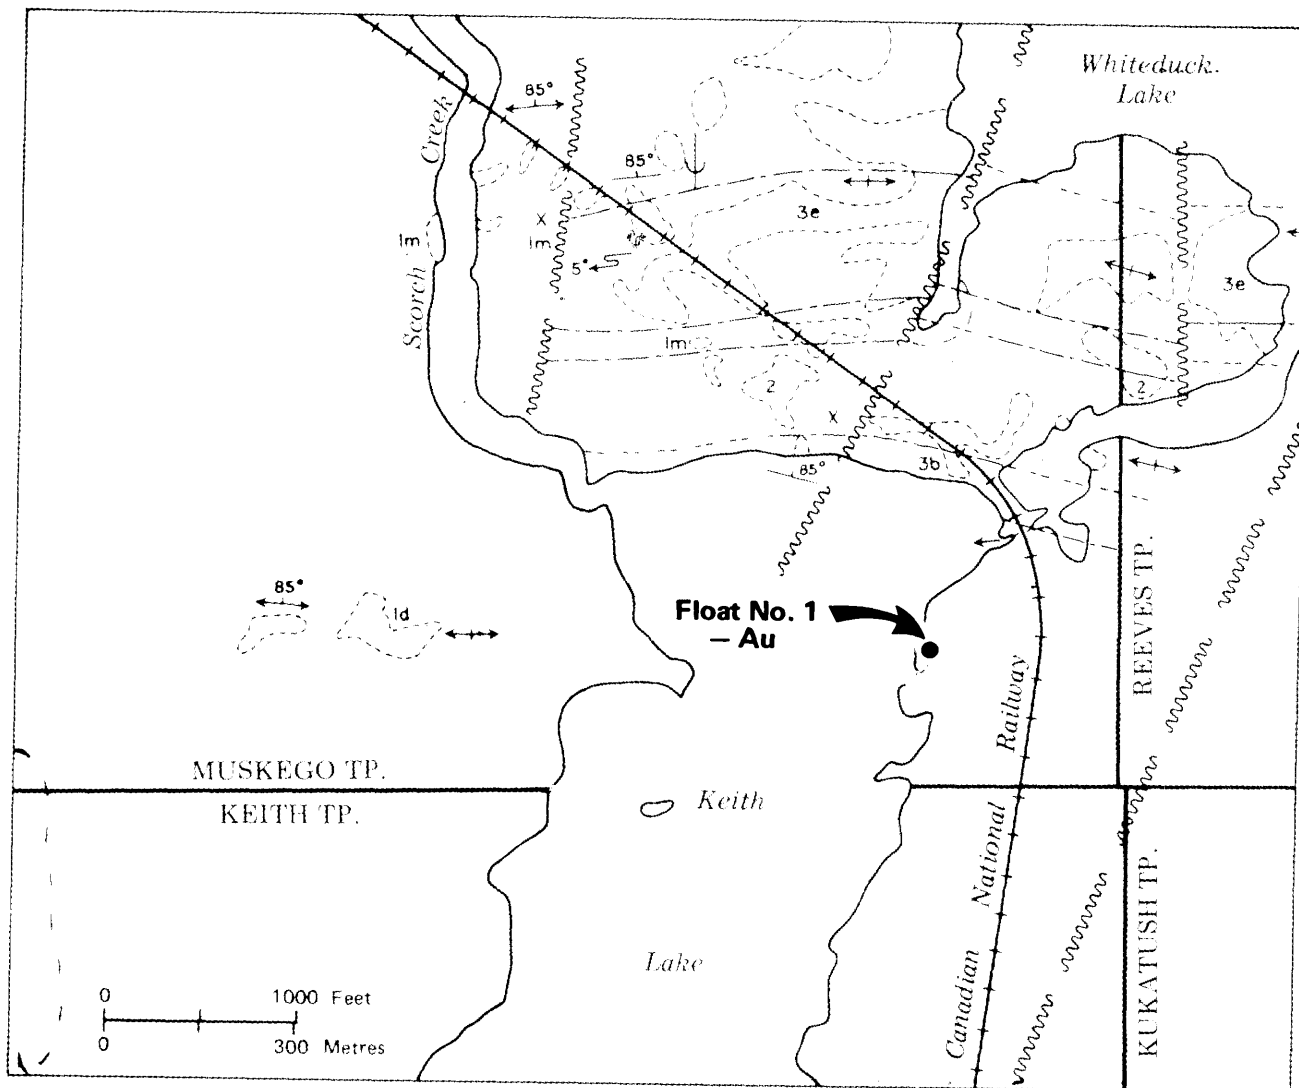 Whiteduck.
Lake
85°
Creek
85°
3e
1m
1m
5°
Scorch
3e
1m
2
2
X
X
3b
85°
REEVES TP.
85°
1d
Float No. 1
— Au
Railway
MUSKEGO TP.
KEITH TP.
Keith
National
KUKATUSH TP.
Lake
Canadian
0 1000 Feet
0 300 Metres